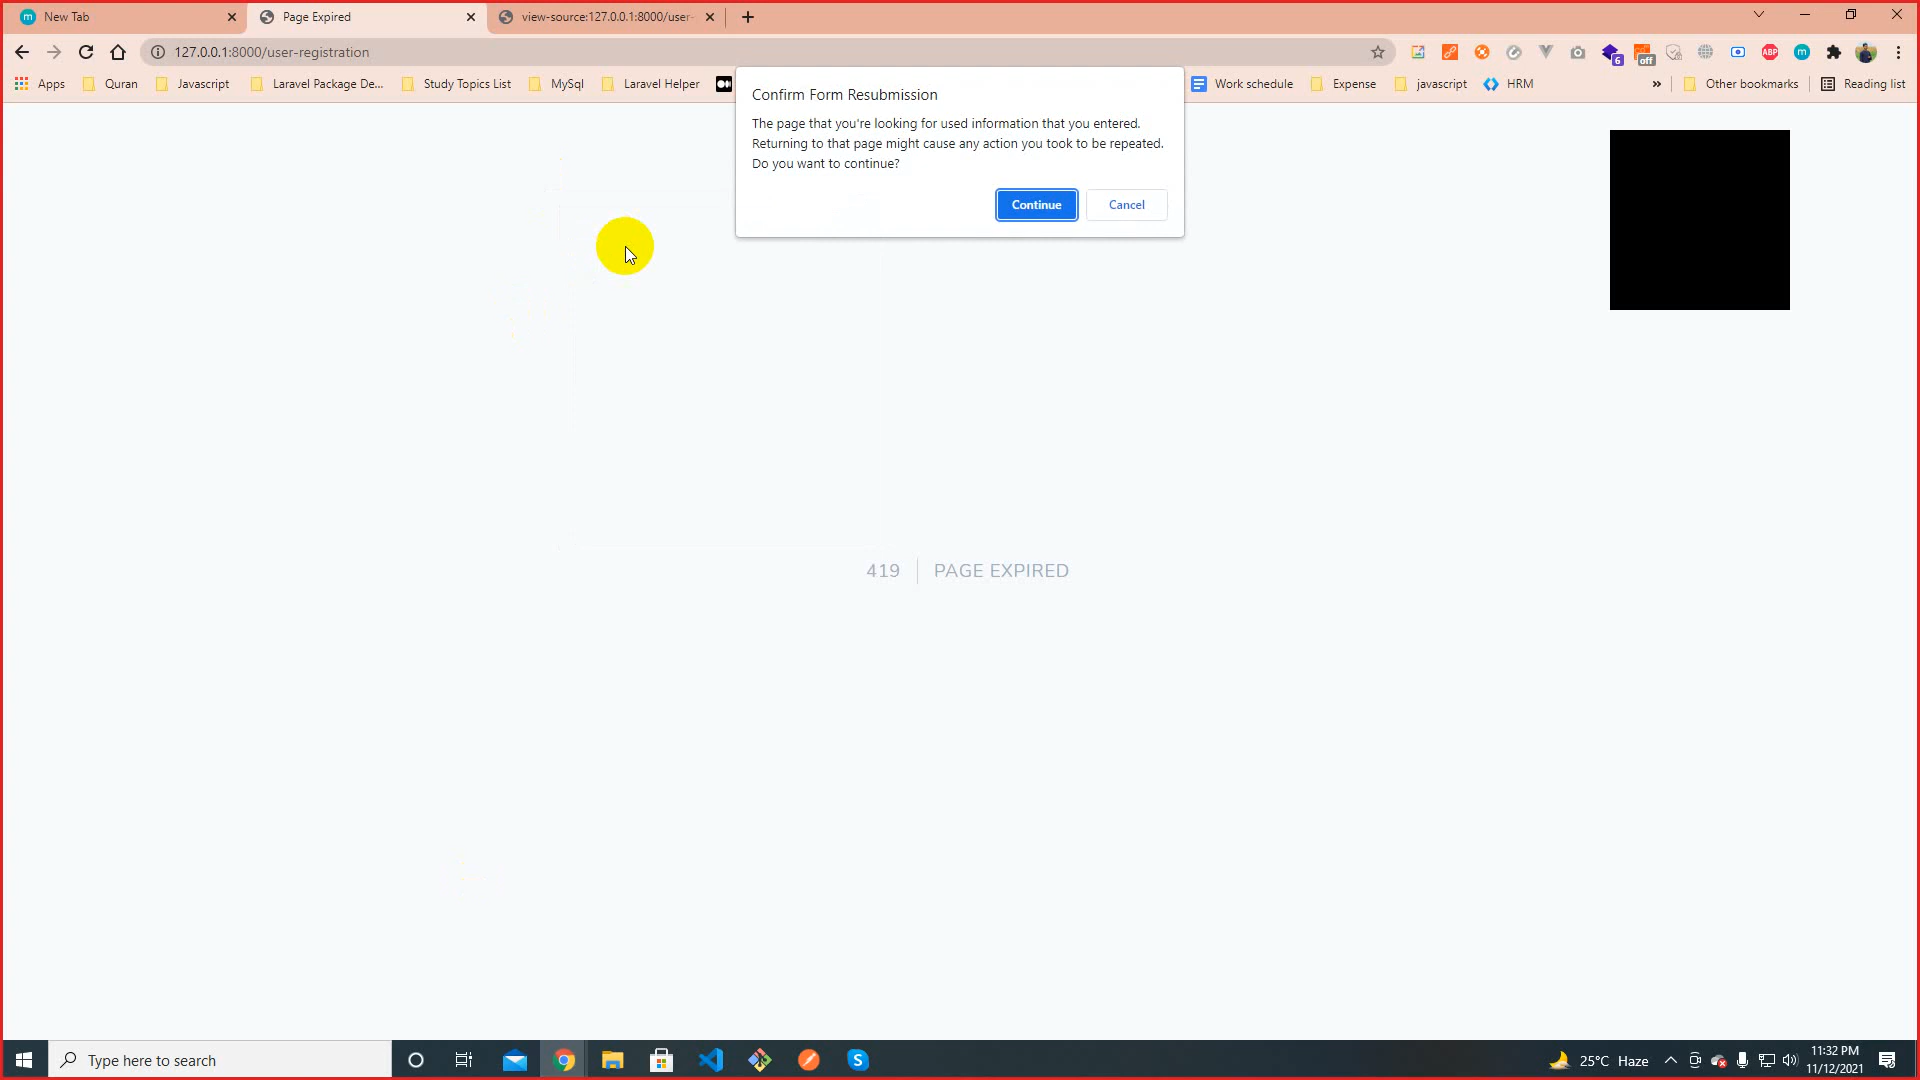 New Tab
Page Expired
view-source:127.0.0.1:8000/user-
127.0.0.1:8000/user-registration
6
off
ABP
m
Apps
Quran
Javascript
Laravel Package De...
Study Topics List
MySql
Laravel Helper
Work schedule
Expense
javascript
HRM
»
Other bookmarks
Reading list
Confirm Form Resubmission
The page that you're looking for used information that you entered.
Returning to that page might cause any action you took to be repeated.
Do you want to continue?
Continue
Cancel
419
PAGE EXPIRED
Type here to search
25°C Haze
11:32 PM
11/12/2021